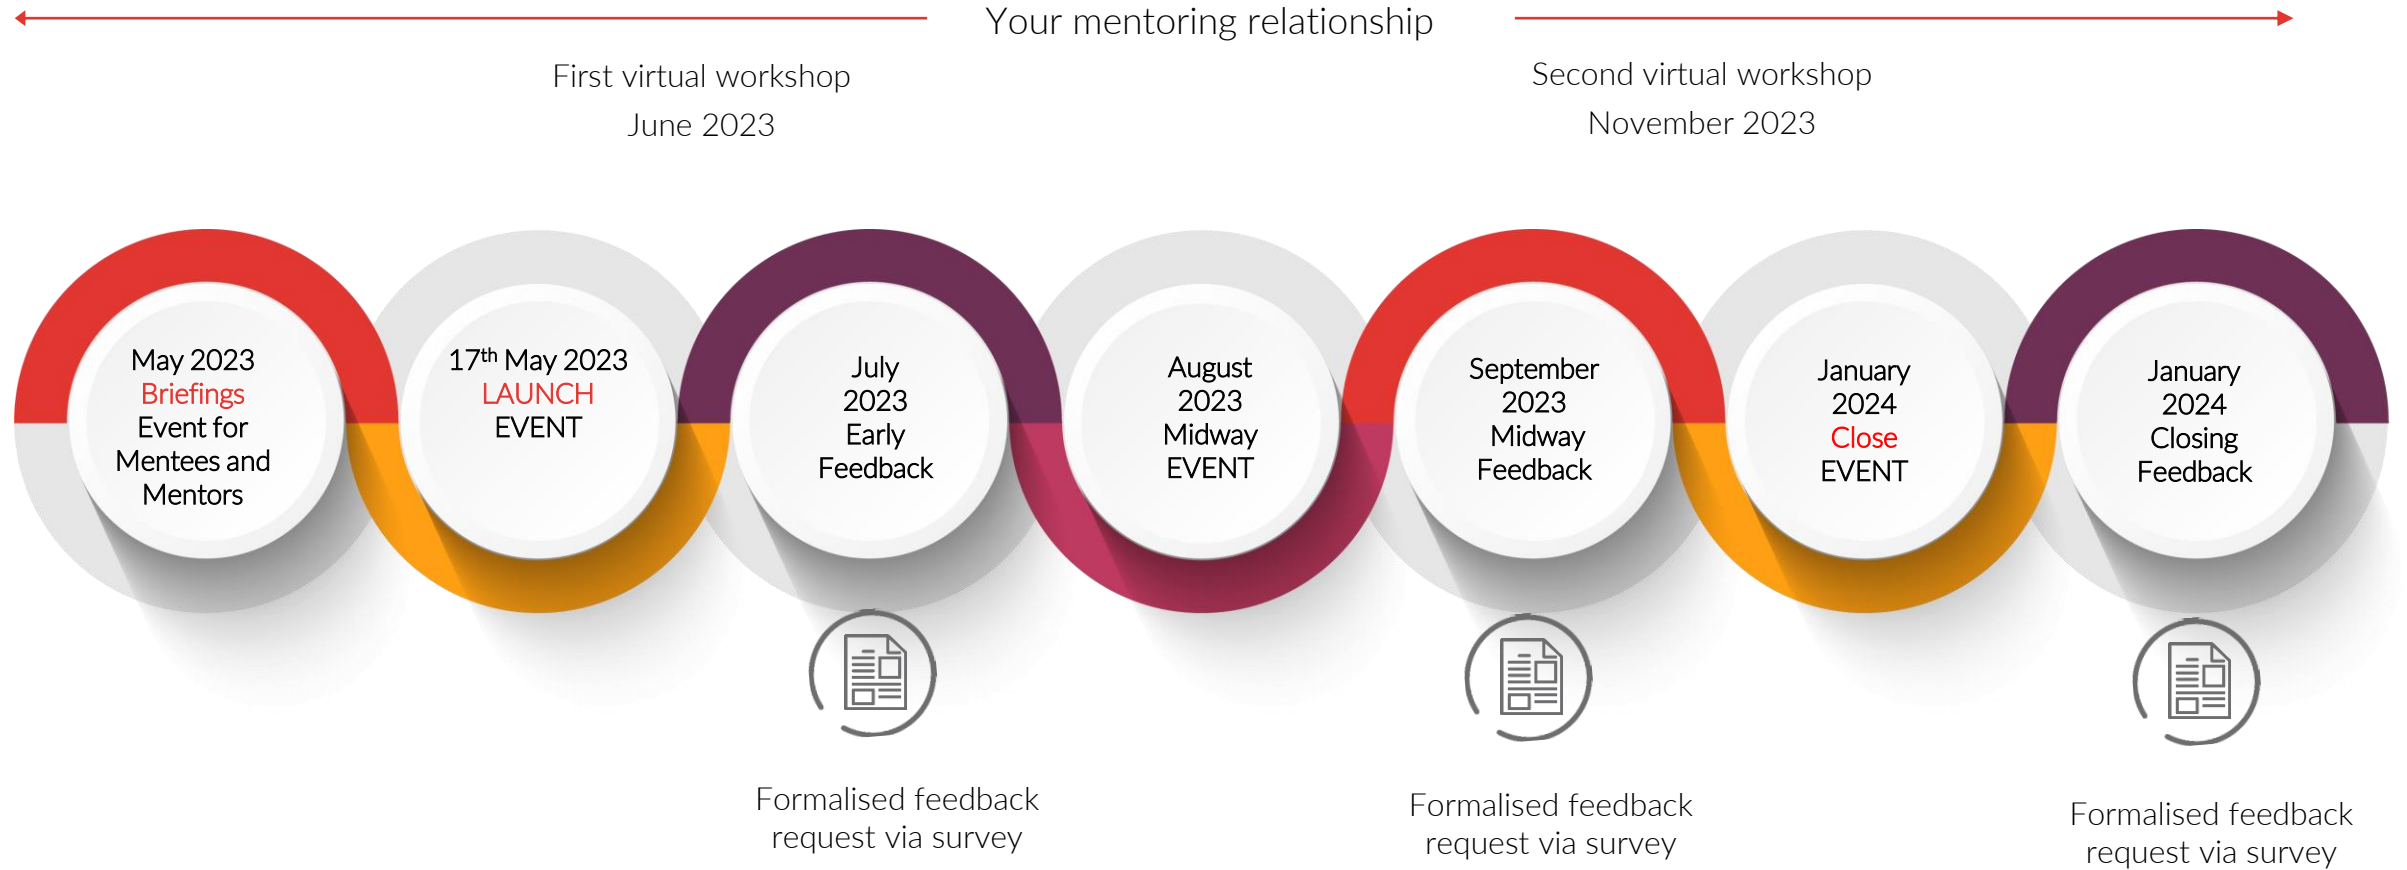 Your mentoring relationship
First virtual workshop
June 2023
Second virtual workshop
November 2023
May 2023
Briefings
Event for
Mentees and
Mentors
17th May 2023
LAUNCH
EVENT
July
2023
Early
Feedback
August
2023
Midway
EVENT
September
2023
Midway
Feedback
January
2024
Close
EVENT
January
2024
Closing
Feedback
Formalised feedback
request via survey
Formalised feedback
request via survey
Formalised feedback
request via survey